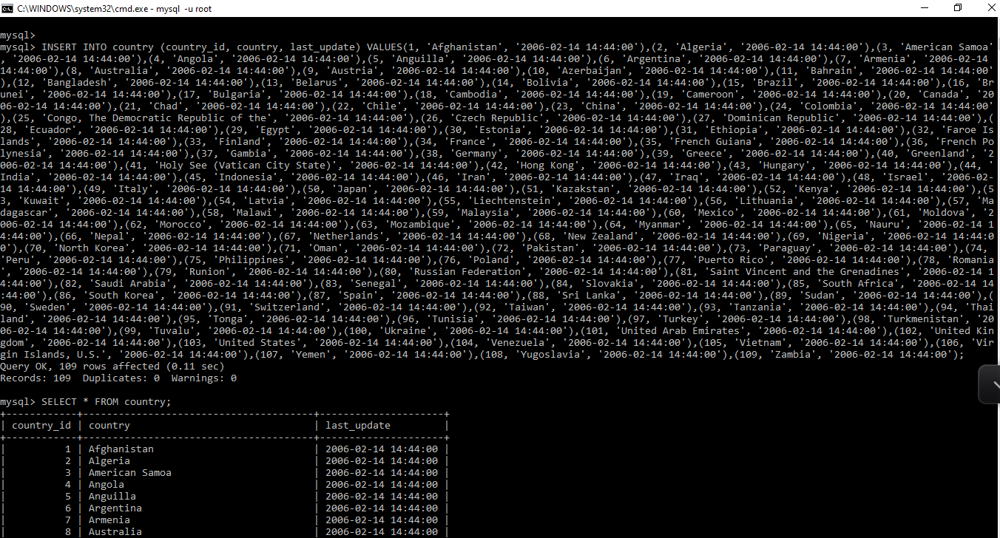 C:\WINDOWS\system32\cmd.exe - mysql  -u root
mysql>
mysql> INSERT INTO country (country_id, country, last_update) VALUES(1, 'Afghanistan', '2006-02-14 14:44:00'),(2, 'Algeria', '2006-02-14 14:44:00'),(3, 'American Samoa'
, '2006-02-14 14:44:00'),(4, 'Angola', '2006-02-14 14:44:00'),(5, 'Anguilla', '2006-02-14 14:44:00'),(6, 'Argentina', '2006-02-14 14:44:00'),(7, 'Armenia', '2006-02-14
14:44:00'),(8, 'Australia', '2006-02-14 14:44:00'),(9, 'Austria', '2006-02-14 14:44:00'),(10, 'Azerbaijan', '2006-02-14 14:44:00'),(11, 'Bahrain', '2006-02-14 14:44:00'
),(12, 'Bangladesh', '2006-02-14 14:44:00'),(13, 'Belarus', '2006-02-14 14:44:00'),(14, 'Bolivia', '2006-02-14 14:44:00'),(15, 'Brazil', '2006-02-14 14:44:00'),(16, 'Br
unei', '2006-02-14 14:44:00'),(17, 'Bulgaria', '2006-02-14 14:44:00'),(18, 'Cambodia', '2006-02-14 14:44:00'),(19, 'Cameroon', '2006-02-14 14:44:00'),(20, 'Canada', '20
06-02-14 14:44:00'),(21, 'Chad', '2006-02-14 14:44:00'),(22, 'Chile', '2006-02-14 14:44:00'),(23, 'China', '2006-02-14 14:44:00'),(24, 'Colombia', '2006-02-14 14:44:00'
),(25, 'Congo, The Democratic Republic of the', '2006-02-14 14:44:00'),(26, 'Czech Republic', '2006-02-14 14:44:00'),(27, 'Dominican Republic', '2006-02-14 14:44:00'),(
28, 'Ecuador', '2006-02-14 14:44:00'),(29, 'Egypt', '2006-02-14 14:44:00'),(30, 'Estonia', '2006-02-14 14:44:00'),(31, 'Ethiopia', '2006-02-14 14:44:00'),(32, 'Faroe Is
lands', '2006-02-14 14:44:00'),(33, 'Finland', '2006-02-14 14:44:00'),(34, 'France', '2006-02-14 14:44:00'),(35, 'French Guiana', '2006-02-14 14:44:00'),(36, 'French Po
lynesia', '2006-02-14 14:44:00'),(37, 'Gambia', '2006-02-14 14:44:00'),(38, 'Germany', '2006-02-14 14:44:00'),(39, 'Greece', '2006-02-14 14:44:00'),(40, 'Greenland', '2
006-02-14 14:44:00'),(41, 'Holy See (Vatican City State)', '2006-02-14 14:44:00'),(42, 'Hong Kong', '2006-02-14 14:44:00'),(43, 'Hungary', '2006-02-14 14:44:00'),(44, '
India', '2006-02-14 14:44:00'),(45, 'Indonesia', '2006-02-14 14:44:00'),(46, 'Iran', '2006-02-14 14:44:00'),(47, 'Iraq', '2006-02-14 14:44:00'),(48, 'Israel', '2006-02-
14 14:44:00'),(49, 'Italy', '2006-02-14 14:44:00'),(50, 'Japan', '2006-02-14 14:44:00'),(51, 'Kazakstan', '2006-02-14 14:44:00'),(52, 'Kenya', '2006-02-14 14:44:00'),(5
3, 'Kuwait', '2006-02-14 14:44:00'),(54, 'Latvia', '2006-02-14 14:44:00'),(55, 'Liechtenstein', '2006-02-14 14:44:00'),(56, 'Lithuania', '2006-02-14 14:44:00'),(57, 'Ma
dagascar', '2006-02-14 14:44:00'),(58, 'Malawi', '2006-02-14 14:44:00'),(59, 'Malaysia', '2006-02-14 14:44:00'),(60, 'Mexico', '2006-02-14 14:44:00'),(61, 'Moldova', '2
006-02-14 14:44:00'),(62, 'Morocco', '2006-02-14 14:44:00'),(63, 'Mozambique', '2006-02-14 14:44:00'),(64, 'Myanmar', '2006-02-14 14:44:00'),(65, 'Nauru', '2006-02-14 1
4:44:00'),(66, 'Nepal', '2006-02-14 14:44:00'),(67, 'Netherlands', '2006-02-14 14:44:00'),(68, 'New Zealand', '2006-02-14 14:44:00'),(69, 'Nigeria', '2006-02-14 14:44:0
0'),(70, 'North Korea', '2006-02-14 14:44:00'),(71, 'Oman', '2006-02-14 14:44:00'),(72, 'Pakistan', '2006-02-14 14:44:00'),(73, 'Paraguay', '2006-02-14 14:44:00'),(74,
'Peru', '2006-02-14 14:44:00'),(75, 'Philippines', '2006-02-14 14:44:00'),(76, 'Poland', '2006-02-14 14:44:00'),(77, 'Puerto Rico', '2006-02-14 14:44:00'),(78, 'Romania
', '2006-02-14 14:44:00'),(79, 'Runion', '2006-02-14 14:44:00'),(80, 'Russian Federation', '2006-02-14 14:44:00'),(81, 'Saint Vincent and the Grenadines', '2006-02-14 1
4:44:00'),(82, 'Saudi Arabia', '2006-02-14 14:44:00'),(83, 'Senegal', '2006-02-14 14:44:00'),(84, 'Slovakia', '2006-02-14 14:44:00'),(85, 'South Africa', '2006-02-14 14
:44:00'),(86, 'South Korea', '2006-02-14 14:44:00'),(87, 'Spain', '2006-02-14 14:44:00'),(88, 'Sri Lanka', '2006-02-14 14:44:00'),(89, 'Sudan', '2006-02-14 14:44:00'),(
90, 'Sweden', '2006-02-14 14:44:00'),(91, 'Switzerland', '2006-02-14 14:44:00'),(92, 'Taiwan', '2006-02-14 14:44:00'),(93, 'Tanzania', '2006-02-14 14:44:00'),(94, 'Thai
land', '2006-02-14 14:44:00'),(95, 'Tonga', '2006-02-14 14:44:00'),(96, 'Tunisia', '2006-02-14 14:44:00'),(97, 'Turkey', '2006-02-14 14:44:00'),(98, 'Turkmenistan', '20
06-02-14 14:44:00'),(99, 'Tuvalu', '2006-02-14 14:44:00'),(100, 'Ukraine', '2006-02-14 14:44:00'),(101, 'United Arab Emirates', '2006-02-14 14:44:00'),(102, 'United Kin
gdom', '2006-02-14 14:44:00'),(103, 'United States', '2006-02-14 14:44:00'),(104, 'Venezuela', '2006-02-14 14:44:00'),(105, 'Vietnam', '2006-02-14 14:44:00'),(106, 'Vir
gin Islands, U.S.', '2006-02-14 14:44:00'),(107, 'Yemen', '2006-02-14 14:44:00'),(108, 'Yugoslavia', '2006-02-14 14:44:00'),(109, 'Zambia', '2006-02-14 14:44:00');
Query OK, 109 rows affected (0.11 sec)
Records: 109  Duplicates: 0  Warnings: 0
mysql> SELECT * FROM country;
| country_id | country | last_update |
| 1 | Afghanistan | 2006-02-14 14:44:00 |
| 2 | Algeria | 2006-02-14 14:44:00 |
| 3 | American Samoa | 2006-02-14 14:44:00 |
| 4 | Angola | 2006-02-14 14:44:00 |
| 5 | Anguilla | 2006-02-14 14:44:00 |
| 6 | Argentina | 2006-02-14 14:44:00 |
| 7 | Armenia | 2006-02-14 14:44:00 |
| 8 | Australia | 2006-02-14 14:44:00 |